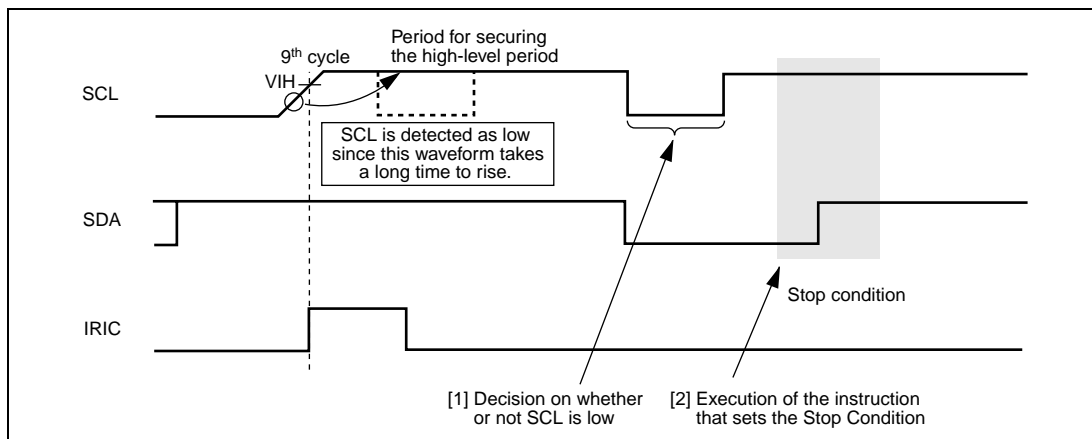 Period for securing
the high-level period
9th cycle
VIH
SCL
SCL is detected as low
since this waveform takes
a long time to rise.
SDA
Stop condition
IRIC
[1] Decision on whether
or not SCL is low
[2] Execution of the instruction
that sets the Stop Condition